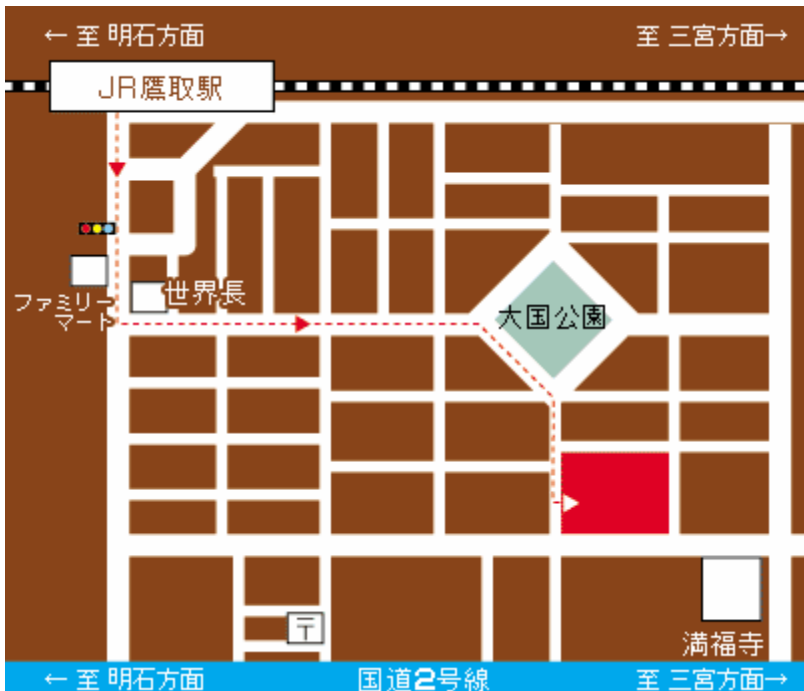 ← 至 明石方面
至 三宮方面→
JR鷹取駅
世界長
ファミリー
マート
大国公園
〒
満福寺
← 至 明石方面
国道2号線
至 三宮方面→